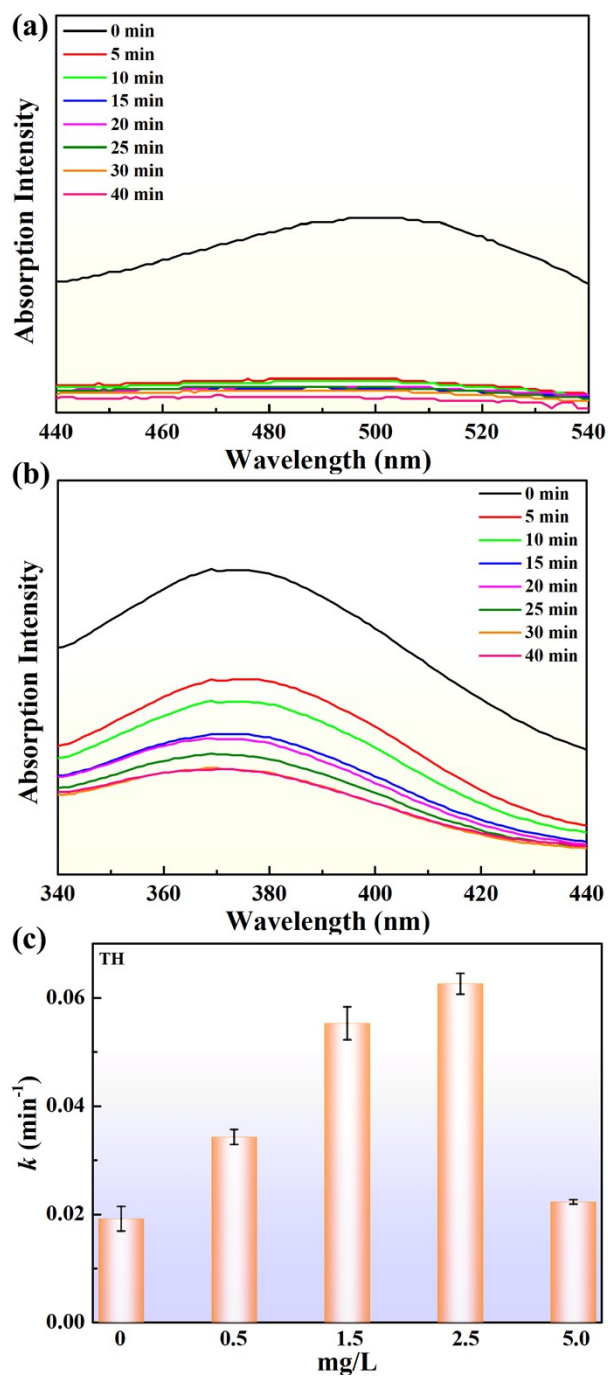 (a)
0 min
5 min
10 min
15 min
20 min
25 min
30 min
40 min
Absorption Intensity
440 460 480 500 520 540
Wavelength (nm)
(b)
0 min
5 min
10 min
15 min
20 min
25 min
30 min
40 min
Absorption Intensity
340 360 380 400 420 440
Wavelength (nm)
(c)
TH
0.06
0.04
0.02
0.00
k (min⁻¹)
0 0.5 1.5 2.5 5.0
mg/L